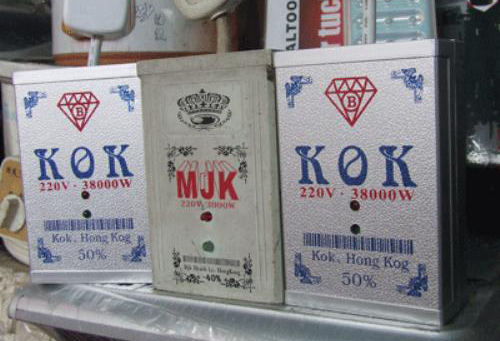 ALTOO
r tuc
B
KOK
220V · 38000W
Kok, Hong Kog
50%
MJK
220V 3000W
HongKong
40%
B
KOK
220V · 38000W
Kok, Hong Kog
50%